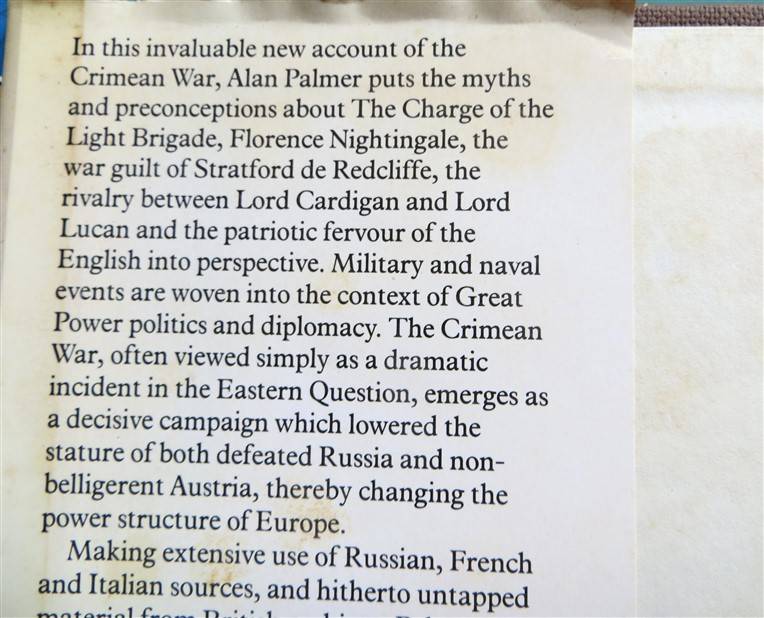 In this invaluable new account of the
Crimean War, Alan Palmer puts the myths
and preconceptions about The Charge of the
Light Brigade, Florence Nightingale, the
war guilt of Stratford de Redcliffe, the
rivalry between Lord Cardigan and Lord
Lucan and the patriotic fervour of the
English into perspective. Military and naval
events are woven into the context of Great
Power politics and diplomacy. The Crimean
War, often viewed simply as a dramatic
incident in the Eastern Question, emerges as
a decisive campaign which lowered the
stature of both defeated Russia and non-
belligerent Austria, thereby changing the
power structure of Europe.
Making extensive use of Russian, French
and Italian sources, and hitherto untapped
material from